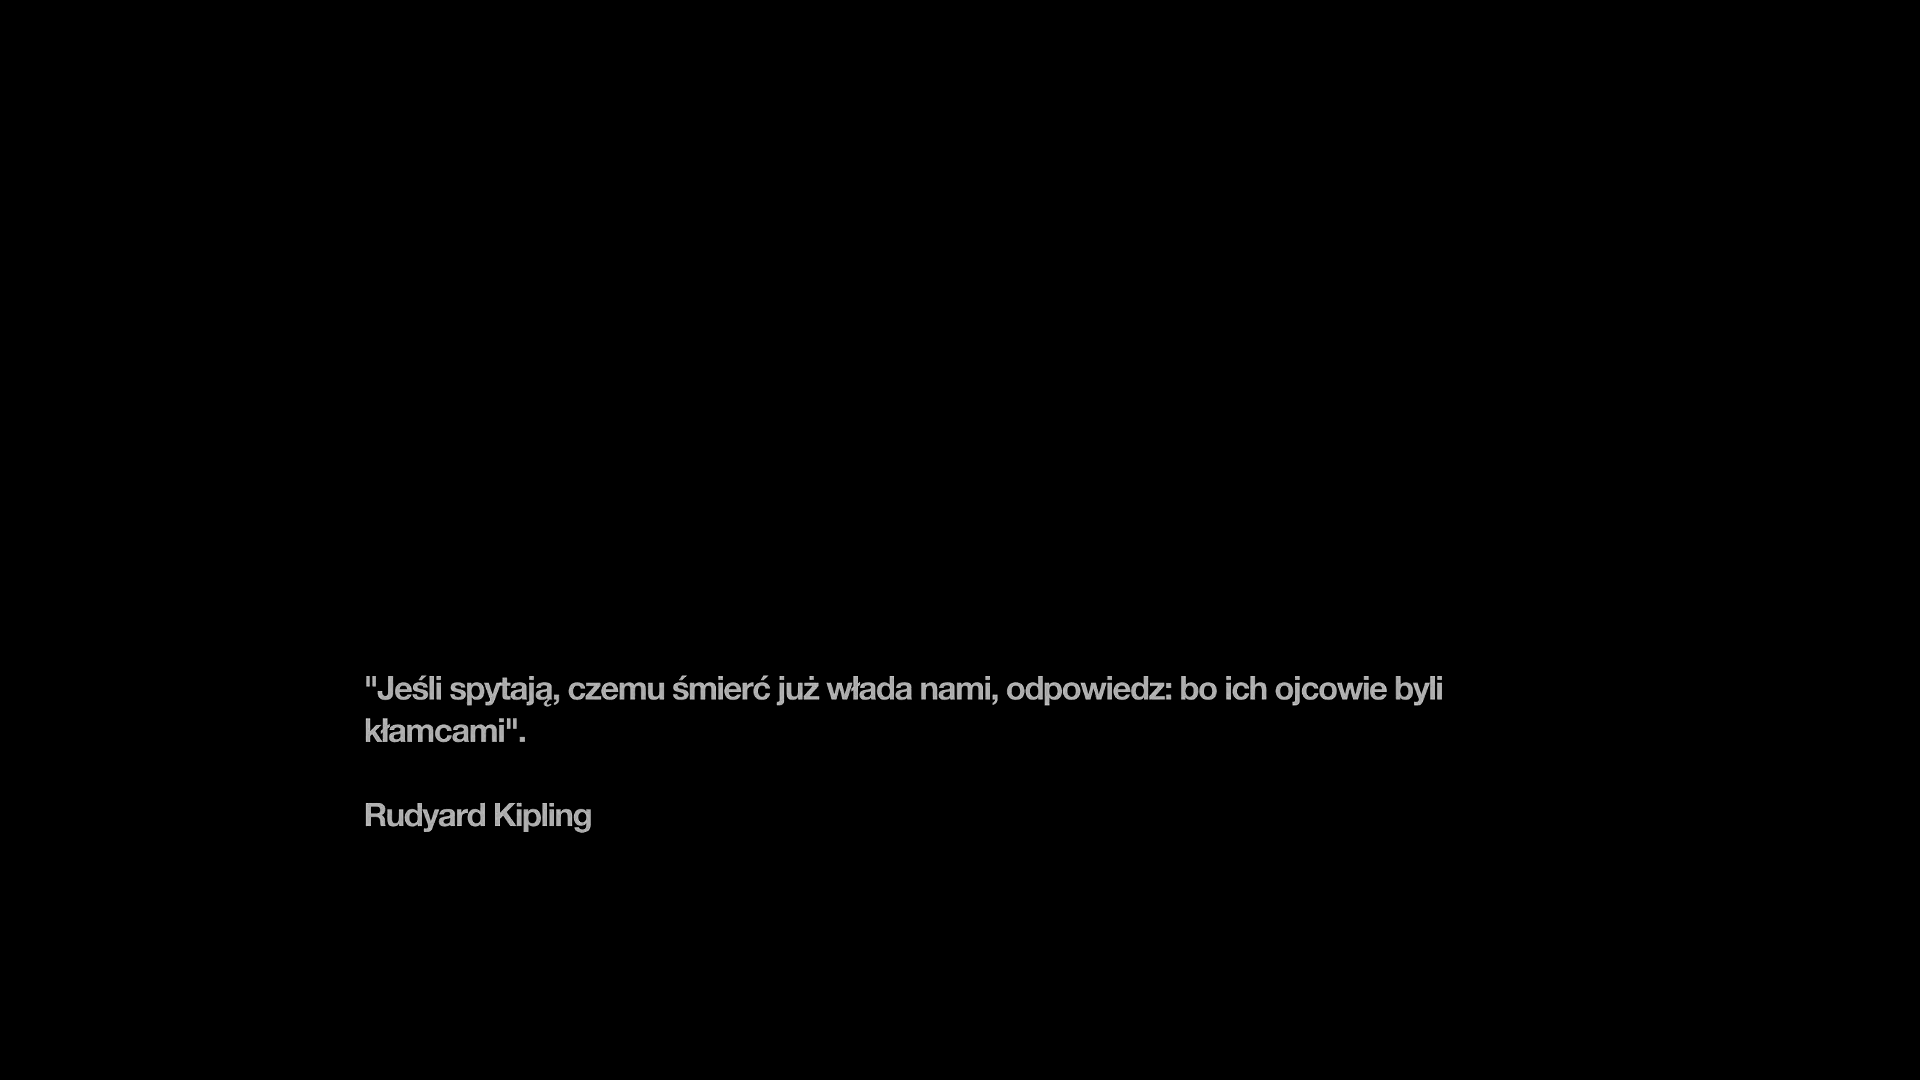 "Jeśli spytają, czemu śmierć już włada nami, odpowiedz: bo ich ojcowie byli
kłamcami".
Rudyard Kipling